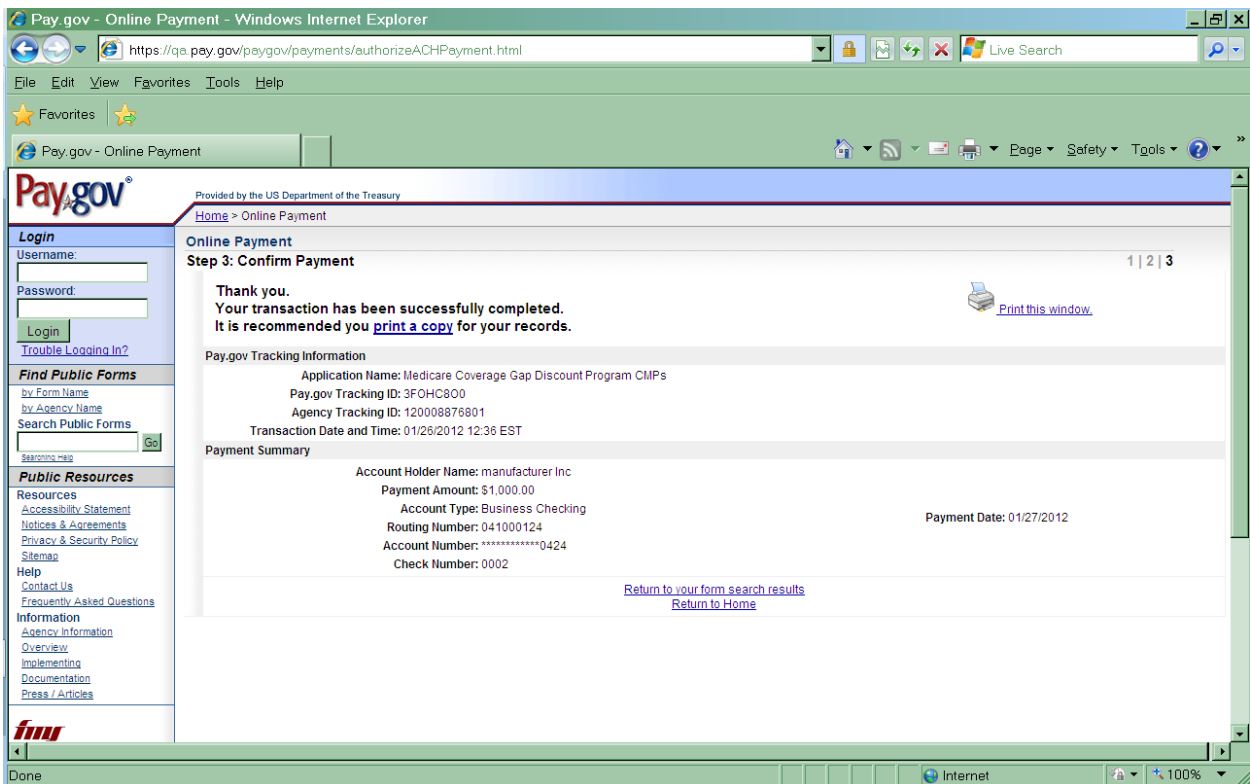 Pay.gov - Online Payment - Windows Internet Explorer
https://qa.pay.gov/paygov/payments/authorizeACHPayment.html
Live Search
File Edit View Favorites Tools Help
Favorites
Pay.gov - Online Payment
Page Safety Tools »
Pay.gov®
Provided by the US Department of the Treasury
Home > Online Payment
Login
Username:
Password:
Login
Trouble Logging In?
Find Public Forms
by Form Name
by Agency Name
Search Public Forms
Go
Searching Help
Public Resources
Resources
Accessibility Statement
Notices & Agreements
Privacy & Security Policy
Sitemap
Help
Contact Us
Frequently Asked Questions
Information
Agency Information
Overview
Implementing
Documentation
Press / Articles
fms
Online Payment
Step 3: Confirm Payment
1 | 2 | 3
Thank you.
Your transaction has been successfully completed.
It is recommended you print a copy for your records.
Print this window.
Pay.gov Tracking Information
Application Name: Medicare Coverage Gap Discount Program CMPs
Pay.gov Tracking ID: 3FOHC8O0
Agency Tracking ID: 120008876801
Transaction Date and Time: 01/26/2012 12:36 EST
Payment Summary
Account Holder Name: manufacturer Inc
Payment Amount: $1,000.00
Account Type: Business Checking
Routing Number: 041000124
Account Number: ************0424
Check Number: 0002
Payment Date: 01/27/2012
Return to your form search results
Return to Home
Done
Internet
100%